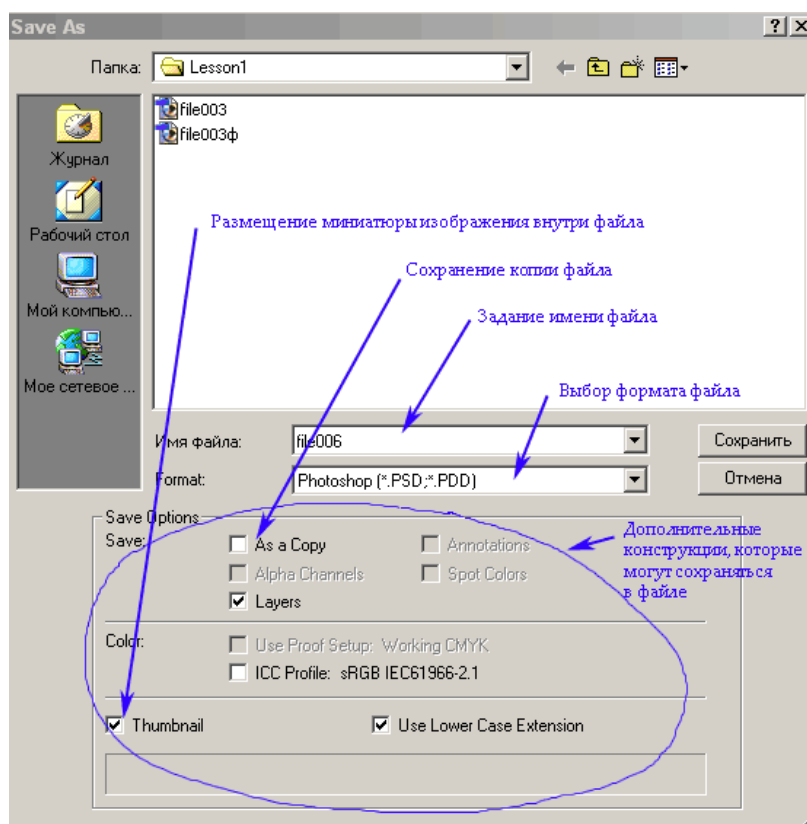 Save As
Папка: Lesson1
file003
file003ф
Журнал
Рабочий стол
Мой компью...
Мое сетевое ...
Размещение миниатюры изображения внутри файла
Сохранение копии файла
Задание имени файла
Выбор формата файла
Имя файла: file006 Сохранить
Format: Photoshop (*.PSD;*.PDD) Отмена
Save Options
Save: As a Copy Annotations
Alpha Channels Spot Colors
Layers
Дополнительные
конструкции, которые
могут сохраняться
в файле
Color: Use Proof Setup: Working CMYK
ICC Profile: sRGB IEC61966-2.1
Thumbnail Use Lower Case Extension